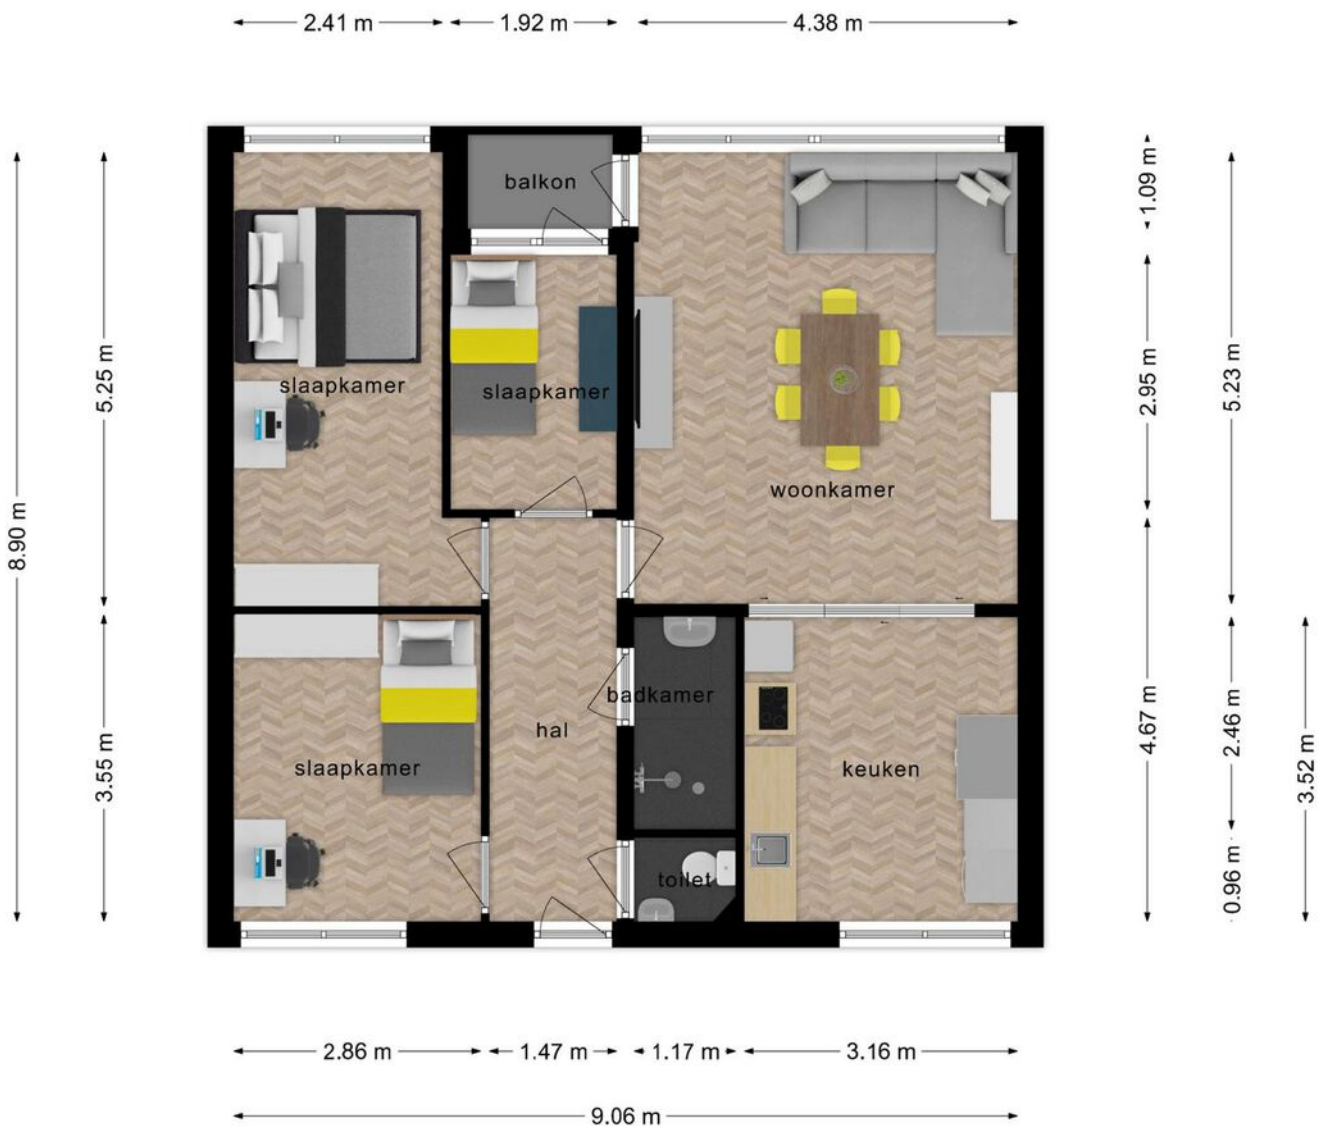 2.41 m
1.92 m
4.38 m
8.90 m
5.25 m
3.55 m
balkon
slaapkamer
slaapkamer
woonkamer
badkamer
hal
slaapkamer
keuken
toilet
1.09 m
2.95 m
4.67 m
5.23 m
2.46 m
0.96 m
3.52 m
2.86 m
1.47 m
1.17 m
3.16 m
9.06 m